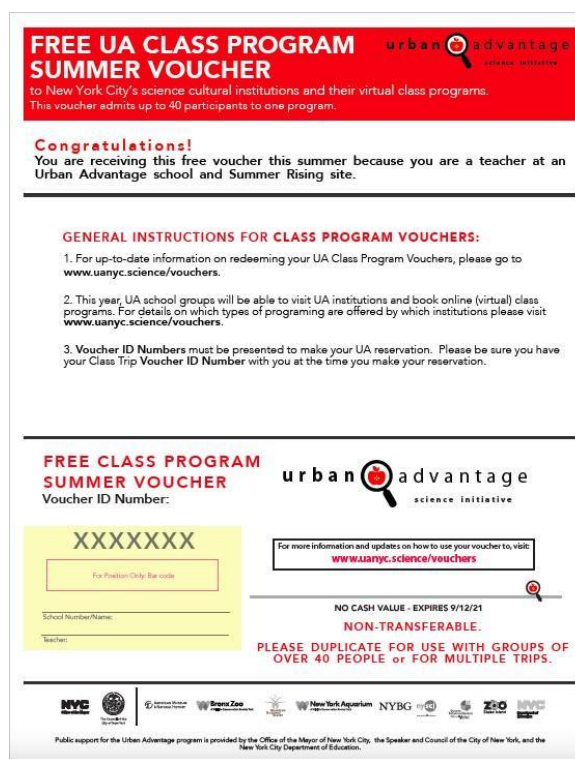 FREE UA CLASS PROGRAM
SUMMER VOUCHER
urban advantage
science initiative
to New York City's science cultural institutions and their virtual class programs.
This voucher admits up to 40 participants to one program.
Congratulations!
You are receiving this free voucher this summer because you are a teacher at an
Urban Advantage school and Summer Rising site.
GENERAL INSTRUCTIONS FOR CLASS PROGRAM VOUCHERS:
1. For up-to-date information on redeeming your UA Class Program Vouchers, please go to
www.uanyc.science/vouchers.
2. This year, UA school groups will be able to visit UA institutions and book online (virtual) class
programs. For details on which types of programing are offered by which institutions please visit
www.uanyc.science/vouchers.
3. Voucher ID Numbers must be presented to make your UA reservation. Please be sure you have
your Class Trip Voucher ID Number with you at the time you make your reservation.
FREE CLASS PROGRAM
SUMMER VOUCHER
Voucher ID Number:
urban advantage
science initiative
XXXXXXX
For Position Only: Bar code
School Number/Name:
Teacher:
For more information and updates on how to use your voucher to, visit:
www.uanyc.science/vouchers
NO CASH VALUE - EXPIRES 9/12/21
NON-TRANSFERABLE.
PLEASE DUPLICATE FOR USE WITH GROUPS OF
OVER 40 PEOPLE or FOR MULTIPLE TRIPS.
NYC
Bronx Zoo
New York Aquarium
NYBG
ZOO
NYC
Public support for the Urban Advantage program is provided by the Office of the Mayor of New York City, the Speaker and Council of the City of New York, and the
New York City Department of Education.